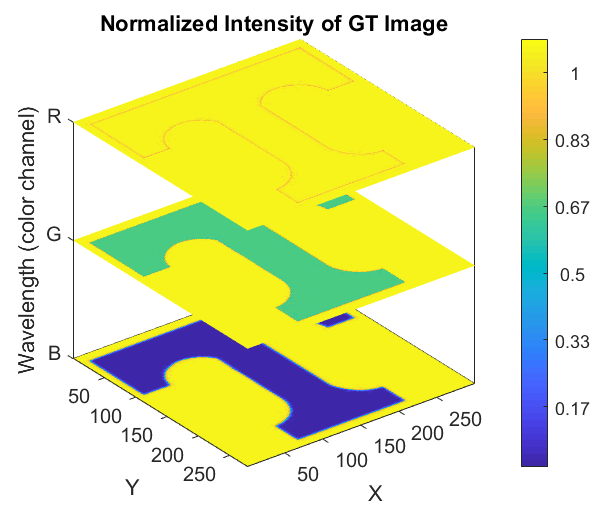 Normalized Intensity of GT Image
R
G
B
Wavelength (color channel)
50
100
150
200
250
Y
50
100
150
200
250
X
1
0.83
0.67
0.5
0.33
0.17